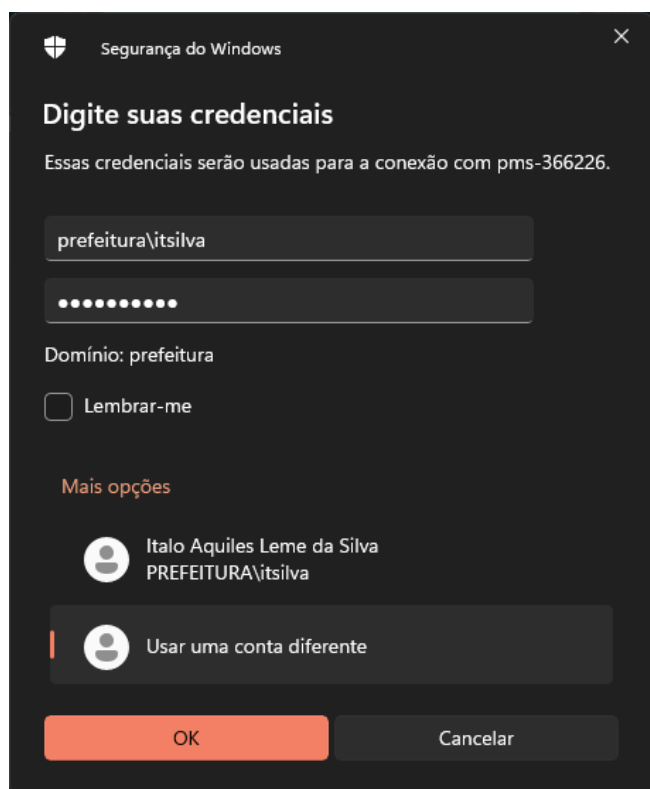 Segurança do Windows
Digite suas credenciais
Essas credenciais serão usadas para a conexão com pms-366226.
prefeitura\itsilva
••••••••••
Domínio: prefeitura
Lembrar-me
Mais opções
Italo Aquiles Leme da Silva
PREFEITURA\itsilva
Usar uma conta diferente
OK
Cancelar